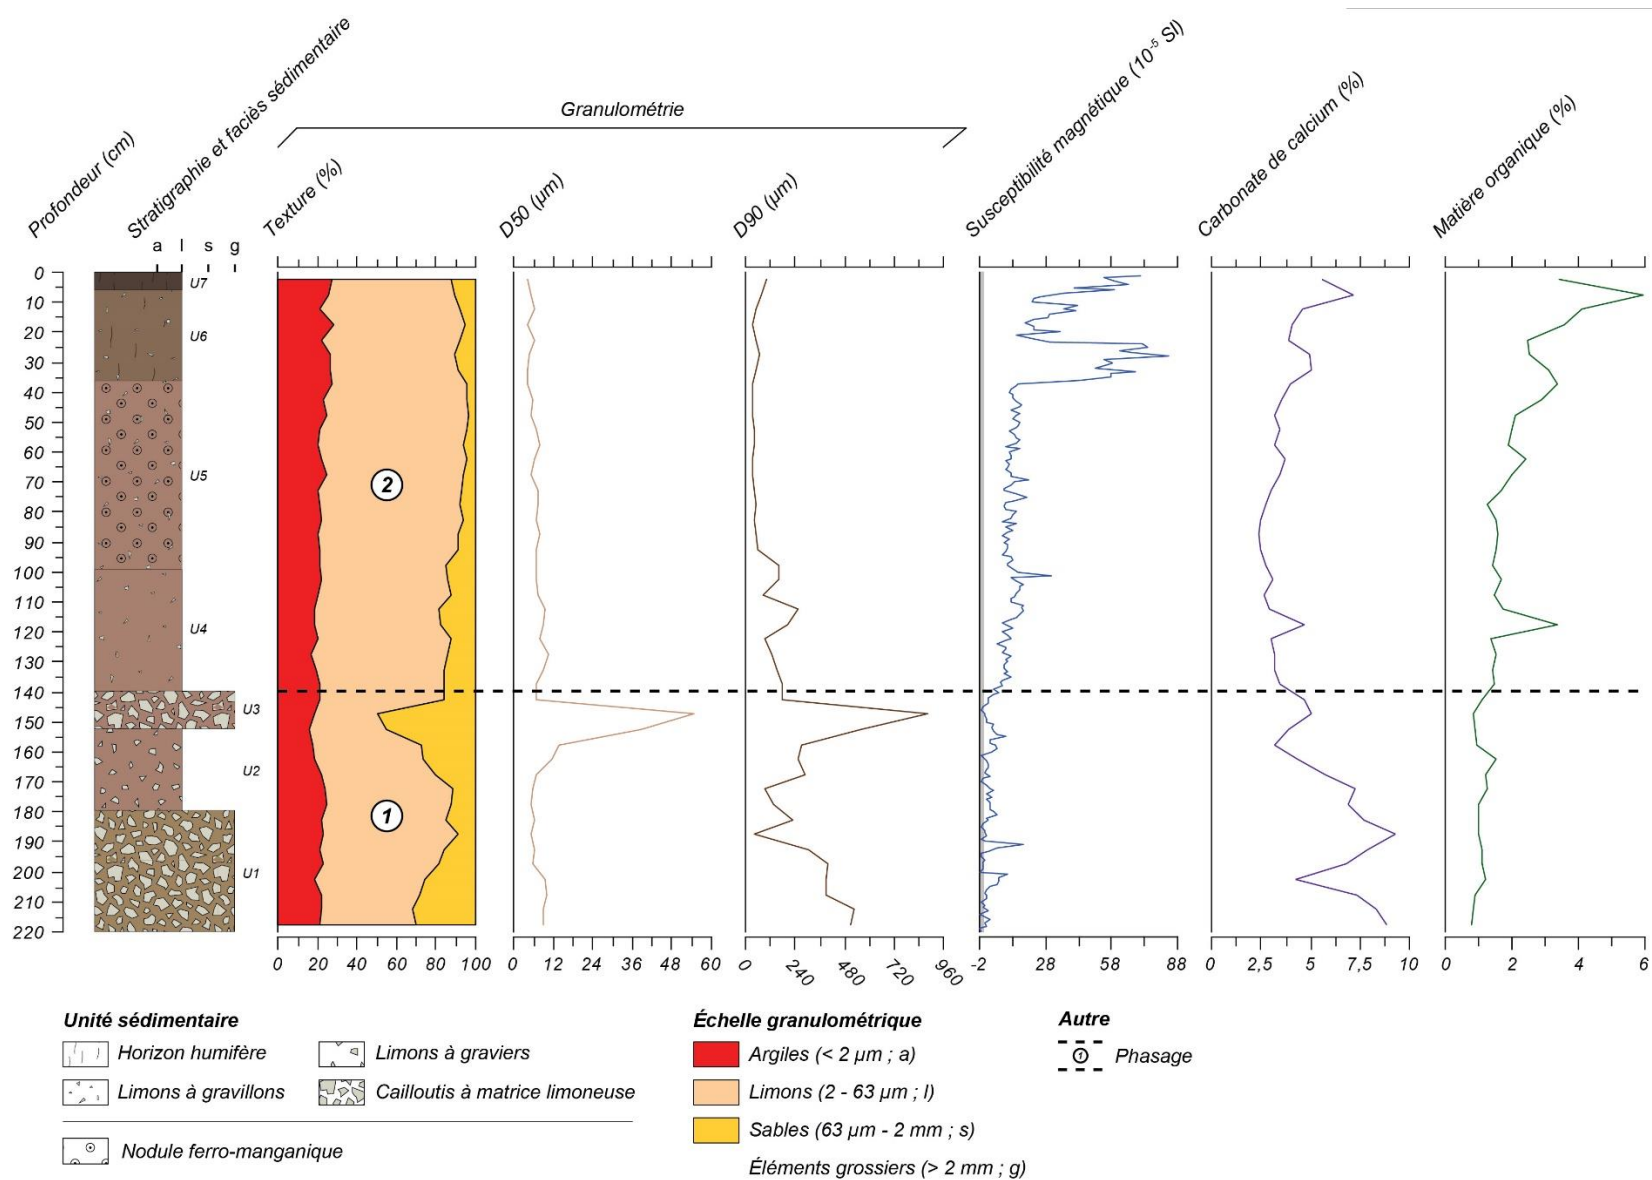 Profondeur (cm)
Stratigraphie et faciès sédimentaire
Granulométrie
Texture (%)
D50 (µm)
D90 (µm)
Susceptibilité magnétique (10⁻⁵ SI)
Carbonate de calcium (%)
Matière organique (%)
a l s g
0
10
20
30
40
50
60
70
80
90
100
110
120
130
140
150
160
170
180
190
200
210
220
U7
U6
U5
U4
U3
U2
U1
2
1
0 20 40 60 80 100
0 12 24 36 48 60
0 240 480 720 960
-2 28 58 88
0 2,5 5 7,5 10
0 2 4 6
Unité sédimentaire
Horizon humifère
Limons à graviers
Limons à gravillons
Cailloutis à matrice limoneuse
Nodule ferro-manganique
Échelle granulométrique
Argiles (< 2 µm ; a)
Limons (2 - 63 µm ; l)
Sables (63 µm - 2 mm ; s)
Éléments grossiers (> 2 mm ; g)
Autre
1 Phasage